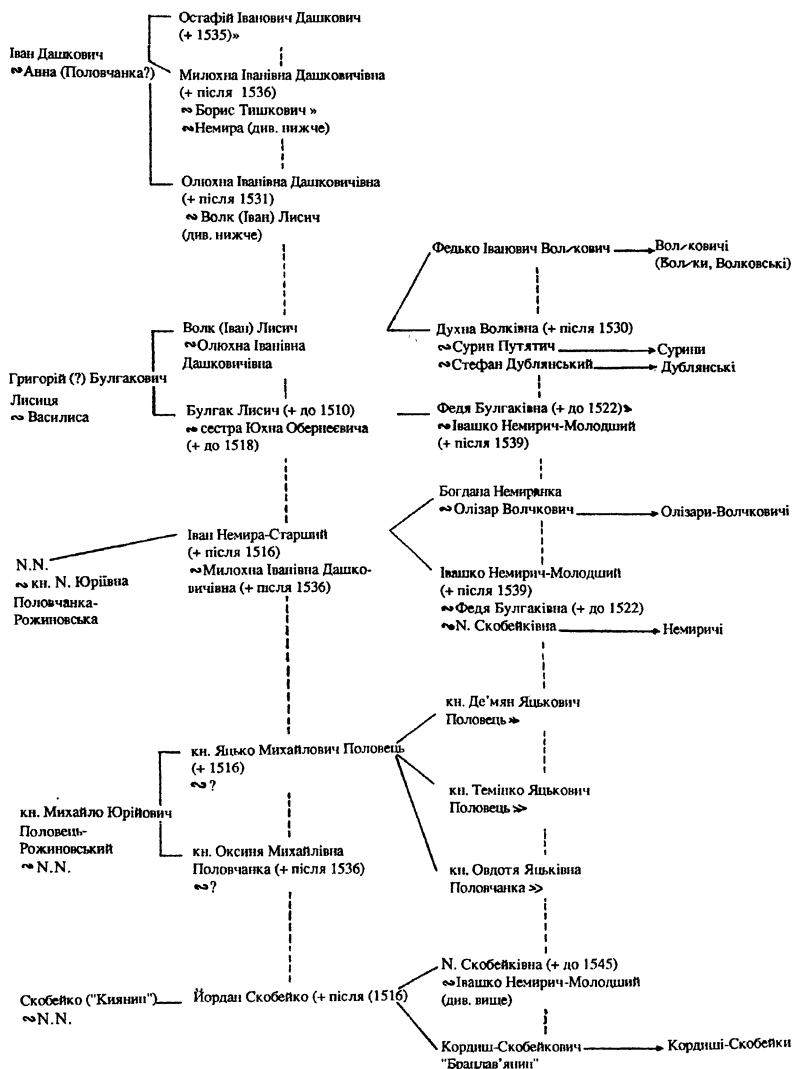 Остафій Іванович Дашкович
(+ 1535)»
Іван Дашкович
∾Анна (Половчанка?)
Милохна Іванівна Дашковичівна
(+ після 1536)
∾ Борис Тишкович »
∾Немира (див. нижче)
Олюхна Іванівна Дашковичівна
(+ після 1531)
∾ Волк (Іван) Лисич
(див. нижче)
Федько Іванович Волкович
Волковичі
(Волки, Волковські)
Волк (Іван) Лисич
∾Олюхна Іванівна
Дашковичівна
Духна Волківна (+ після 1530)
∾ Сурин Путятич
Сурини
∾Стефан Дублянський
Дублянські
Григорій (?) Булгакович
Лисиця
∾ Василиса
Булгак Лисич (+ до 1510)
∾ сестра Юхна Обернеєвича
(+ до 1518)
Федя Булгаківна (+ до 1522)»
∾Івашко Немирич-Молодший
(+ після 1539)
Богдана Немиранка
∾Олізар Волчкович
Олізари-Волчковичі
Іван Немира-Старший
(+ після 1516)
∾Милохна Іванівна Дашко-
вичівна (+ після 1536)
N.N.
∾ кн. N. Юріївна
Половчанка-
Рожиновська
Івашко Немирич-Молодший
(+ після 1539)
∾Федя Булгаківна (+ до 1522)
∾N. Скобейківна
Немиричі
кн. Де’мян Яцькович
Половець »
кн. Яцько Михайлович Половець
(+ 1516)
∾ ?
кн. Темішко Яцькович
Половець »
кн. Михайло Юрійович
Половець-
Рожиновський
∾ N.N.
кн. Оксиня Михайлівна
Половчанка (+ після 1536)
∾ ?
кн. Овдотя Яцьківна
Половчанка »
N. Скобейківна (+ до 1545)
∾Івашко Немирич-Молодший
(див. вище)
Скобейко ("Киянин")
∾N.N.
Йордан Скобейко (+ після (1516)
Кордиш-Скобейкович
"Брацлав’янин"
Кордиші-Скобейки